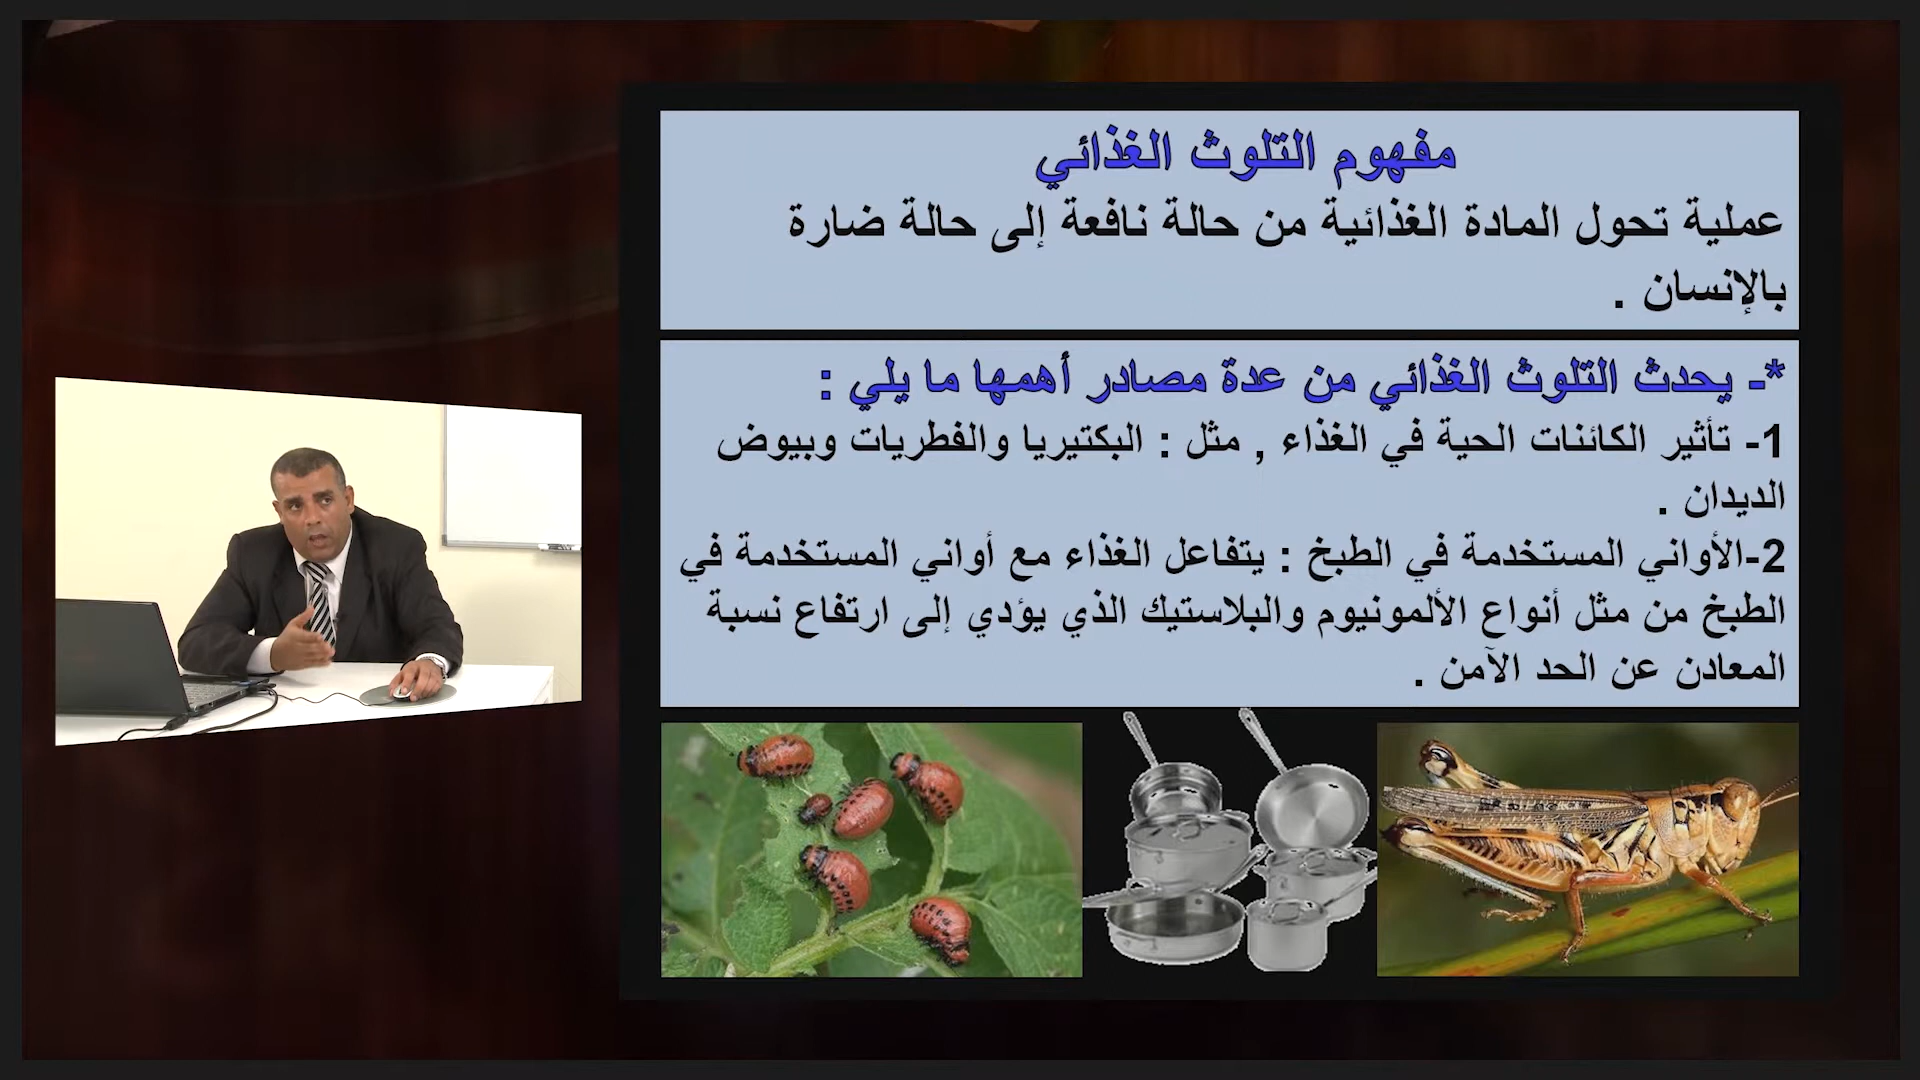 مفهوم التلوث الغذائي
عملية تحول المادة الغذائية من حالة نافعة إلى حالة ضارة
بالإنسان .
*- يحدث التلوث الغذائي من عدة مصادر أهمها ما يلي :
1- تأثير الكائنات الحية في الغذاء , مثل : البكتيريا والفطريات وبيوض
الديدان .
2-الأواني المستخدمة في الطبخ : يتفاعل الغذاء مع أواني المستخدمة في
الطبخ من مثل أنواع الألمونيوم والبلاستيك الذي يؤدي إلى ارتفاع نسبة
المعادن عن الحد الآمن .